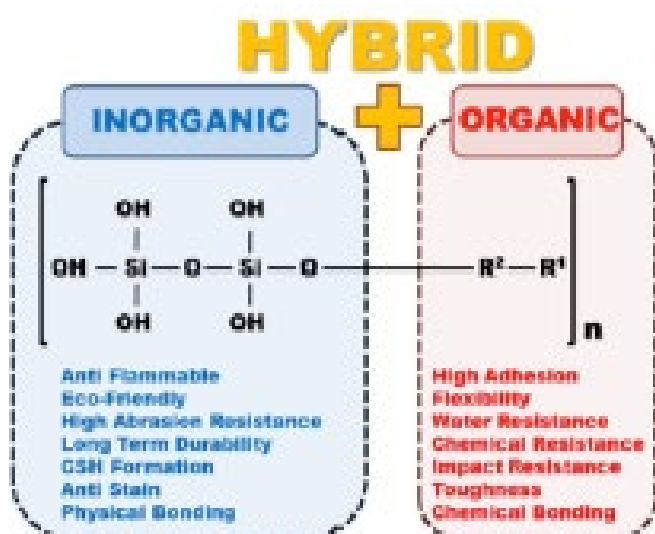 HYBRID
+
INORGANIC
ORGANIC
OH OH
OH — Si — O — Si — O — R² — R¹
OH OH
n
Anti Flammable
Eco-Friendly
High Abrasion Resistance
Long Term Durability
CSH Formation
Anti Stain
Physical Bonding
High Adhesion
Flexibility
Water Resistance
Chemical Resistance
Impact Resistance
Toughness
Chemical Bonding